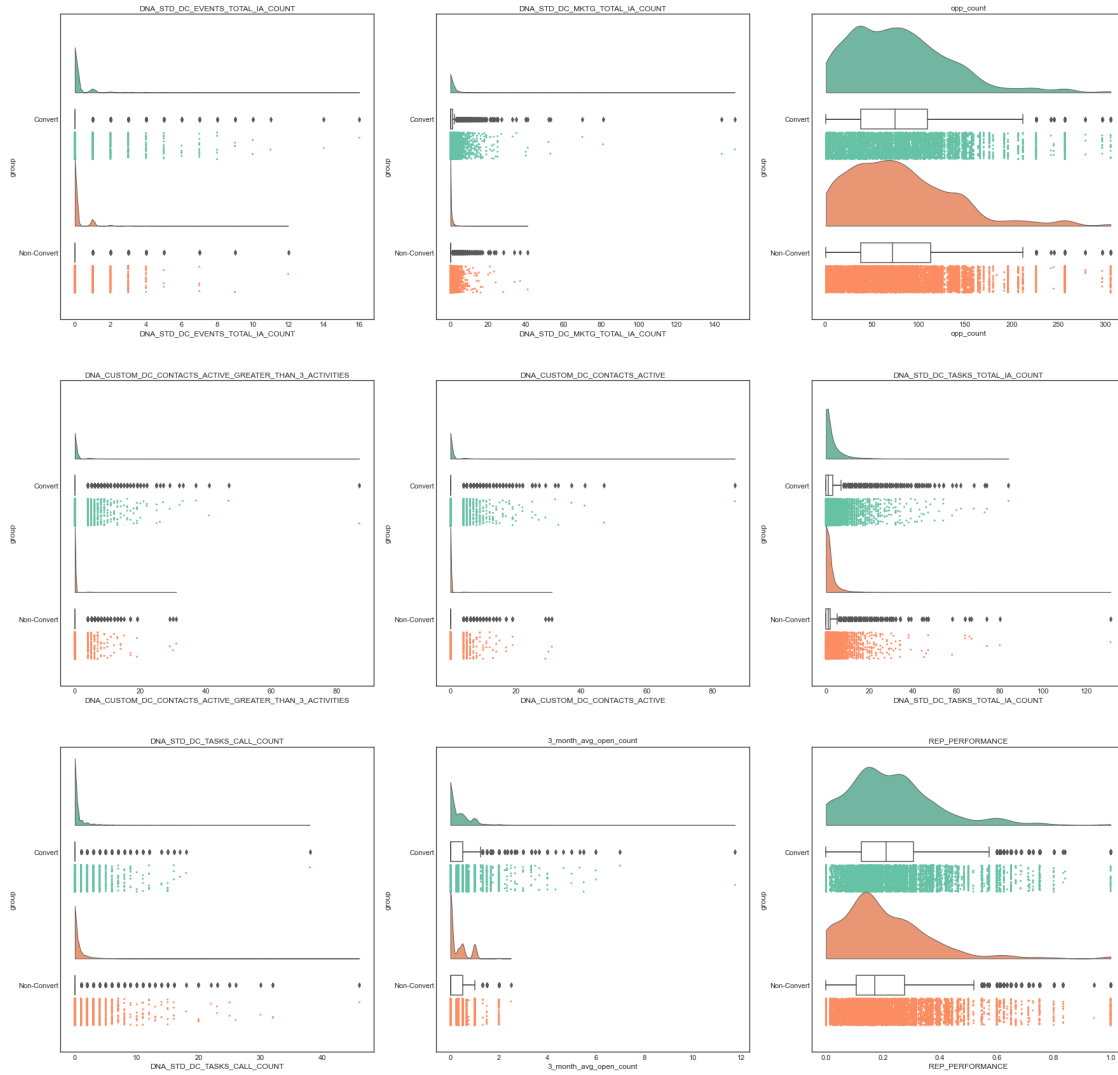 DNA_STD_DC_EVENTS_TOTAL_IA_COUNT
group
Convert
Non-Convert
0 2 4 6 8 10 12 14 16
DNA_STD_DC_EVENTS_TOTAL_IA_COUNT
DNA_STD_DC_MKTG_TOTAL_IA_COUNT
group
Convert
Non-Convert
0 20 40 60 80 100 120 140
DNA_STD_DC_MKTG_TOTAL_IA_COUNT
opp_count
group
Convert
Non-Convert
0 50 100 150 200 250 300
opp_count
DNA_CUSTOM_DC_CONTACTS_ACTIVE_GREATER_THAN_3_ACTIVITIES
group
Convert
Non-Convert
0 20 40 60 80
DNA_CUSTOM_DC_CONTACTS_ACTIVE_GREATER_THAN_3_ACTIVITIES
DNA_CUSTOM_DC_CONTACTS_ACTIVE
group
Convert
Non-Convert
0 20 40 60 80
DNA_CUSTOM_DC_CONTACTS_ACTIVE
DNA_STD_DC_TASKS_TOTAL_IA_COUNT
group
Convert
Non-Convert
0 20 40 60 80 100 120
DNA_STD_DC_TASKS_TOTAL_IA_COUNT
DNA_STD_DC_TASKS_CALL_COUNT
group
Convert
Non-Convert
0 10 20 30 40
DNA_STD_DC_TASKS_CALL_COUNT
3_month_avg_open_count
group
Convert
Non-Convert
0 2 4 6 8 10 12
3_month_avg_open_count
REP_PERFORMANCE
group
Convert
Non-Convert
0.0 0.2 0.4 0.6 0.8 1.0
REP_PERFORMANCE